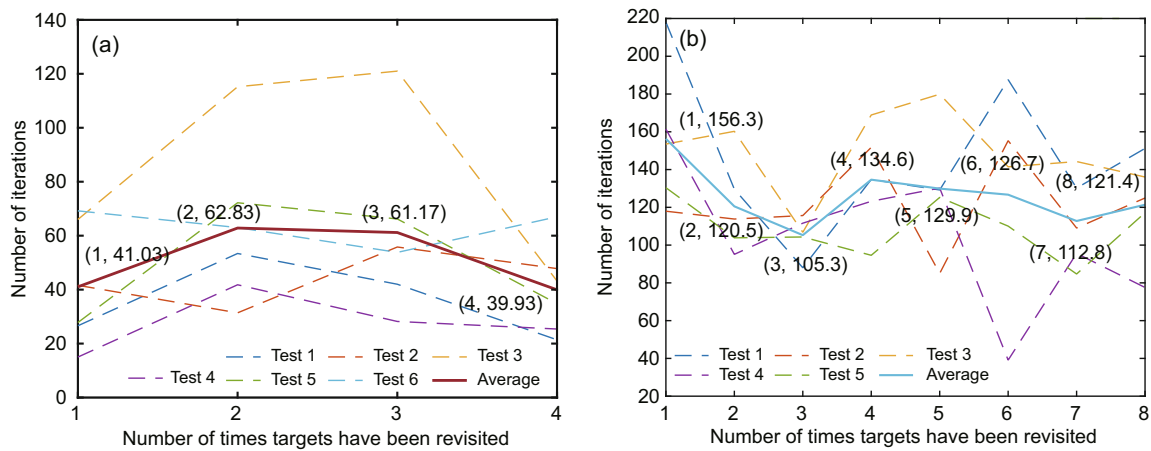 (a)
Number of iterations
140
120
100
80
60
40
20
0
(1, 41.03)
(2, 62.83)
(3, 61.17)
(4, 39.93)
Test 1
Test 2
Test 3
Test 4
Test 5
Test 6
Average
1
2
3
4
Number of times targets have been revisited
(b)
Number of iterations
220
200
180
160
140
120
100
80
60
40
20
(1, 156.3)
(2, 120.5)
(3, 105.3)
(4, 134.6)
(5, 129.9)
(6, 126.7)
(7, 112.8)
(8, 121.4)
Test 1
Test 2
Test 3
Test 4
Test 5
Average
1
2
3
4
5
6
7
8
Number of times targets have been revisited